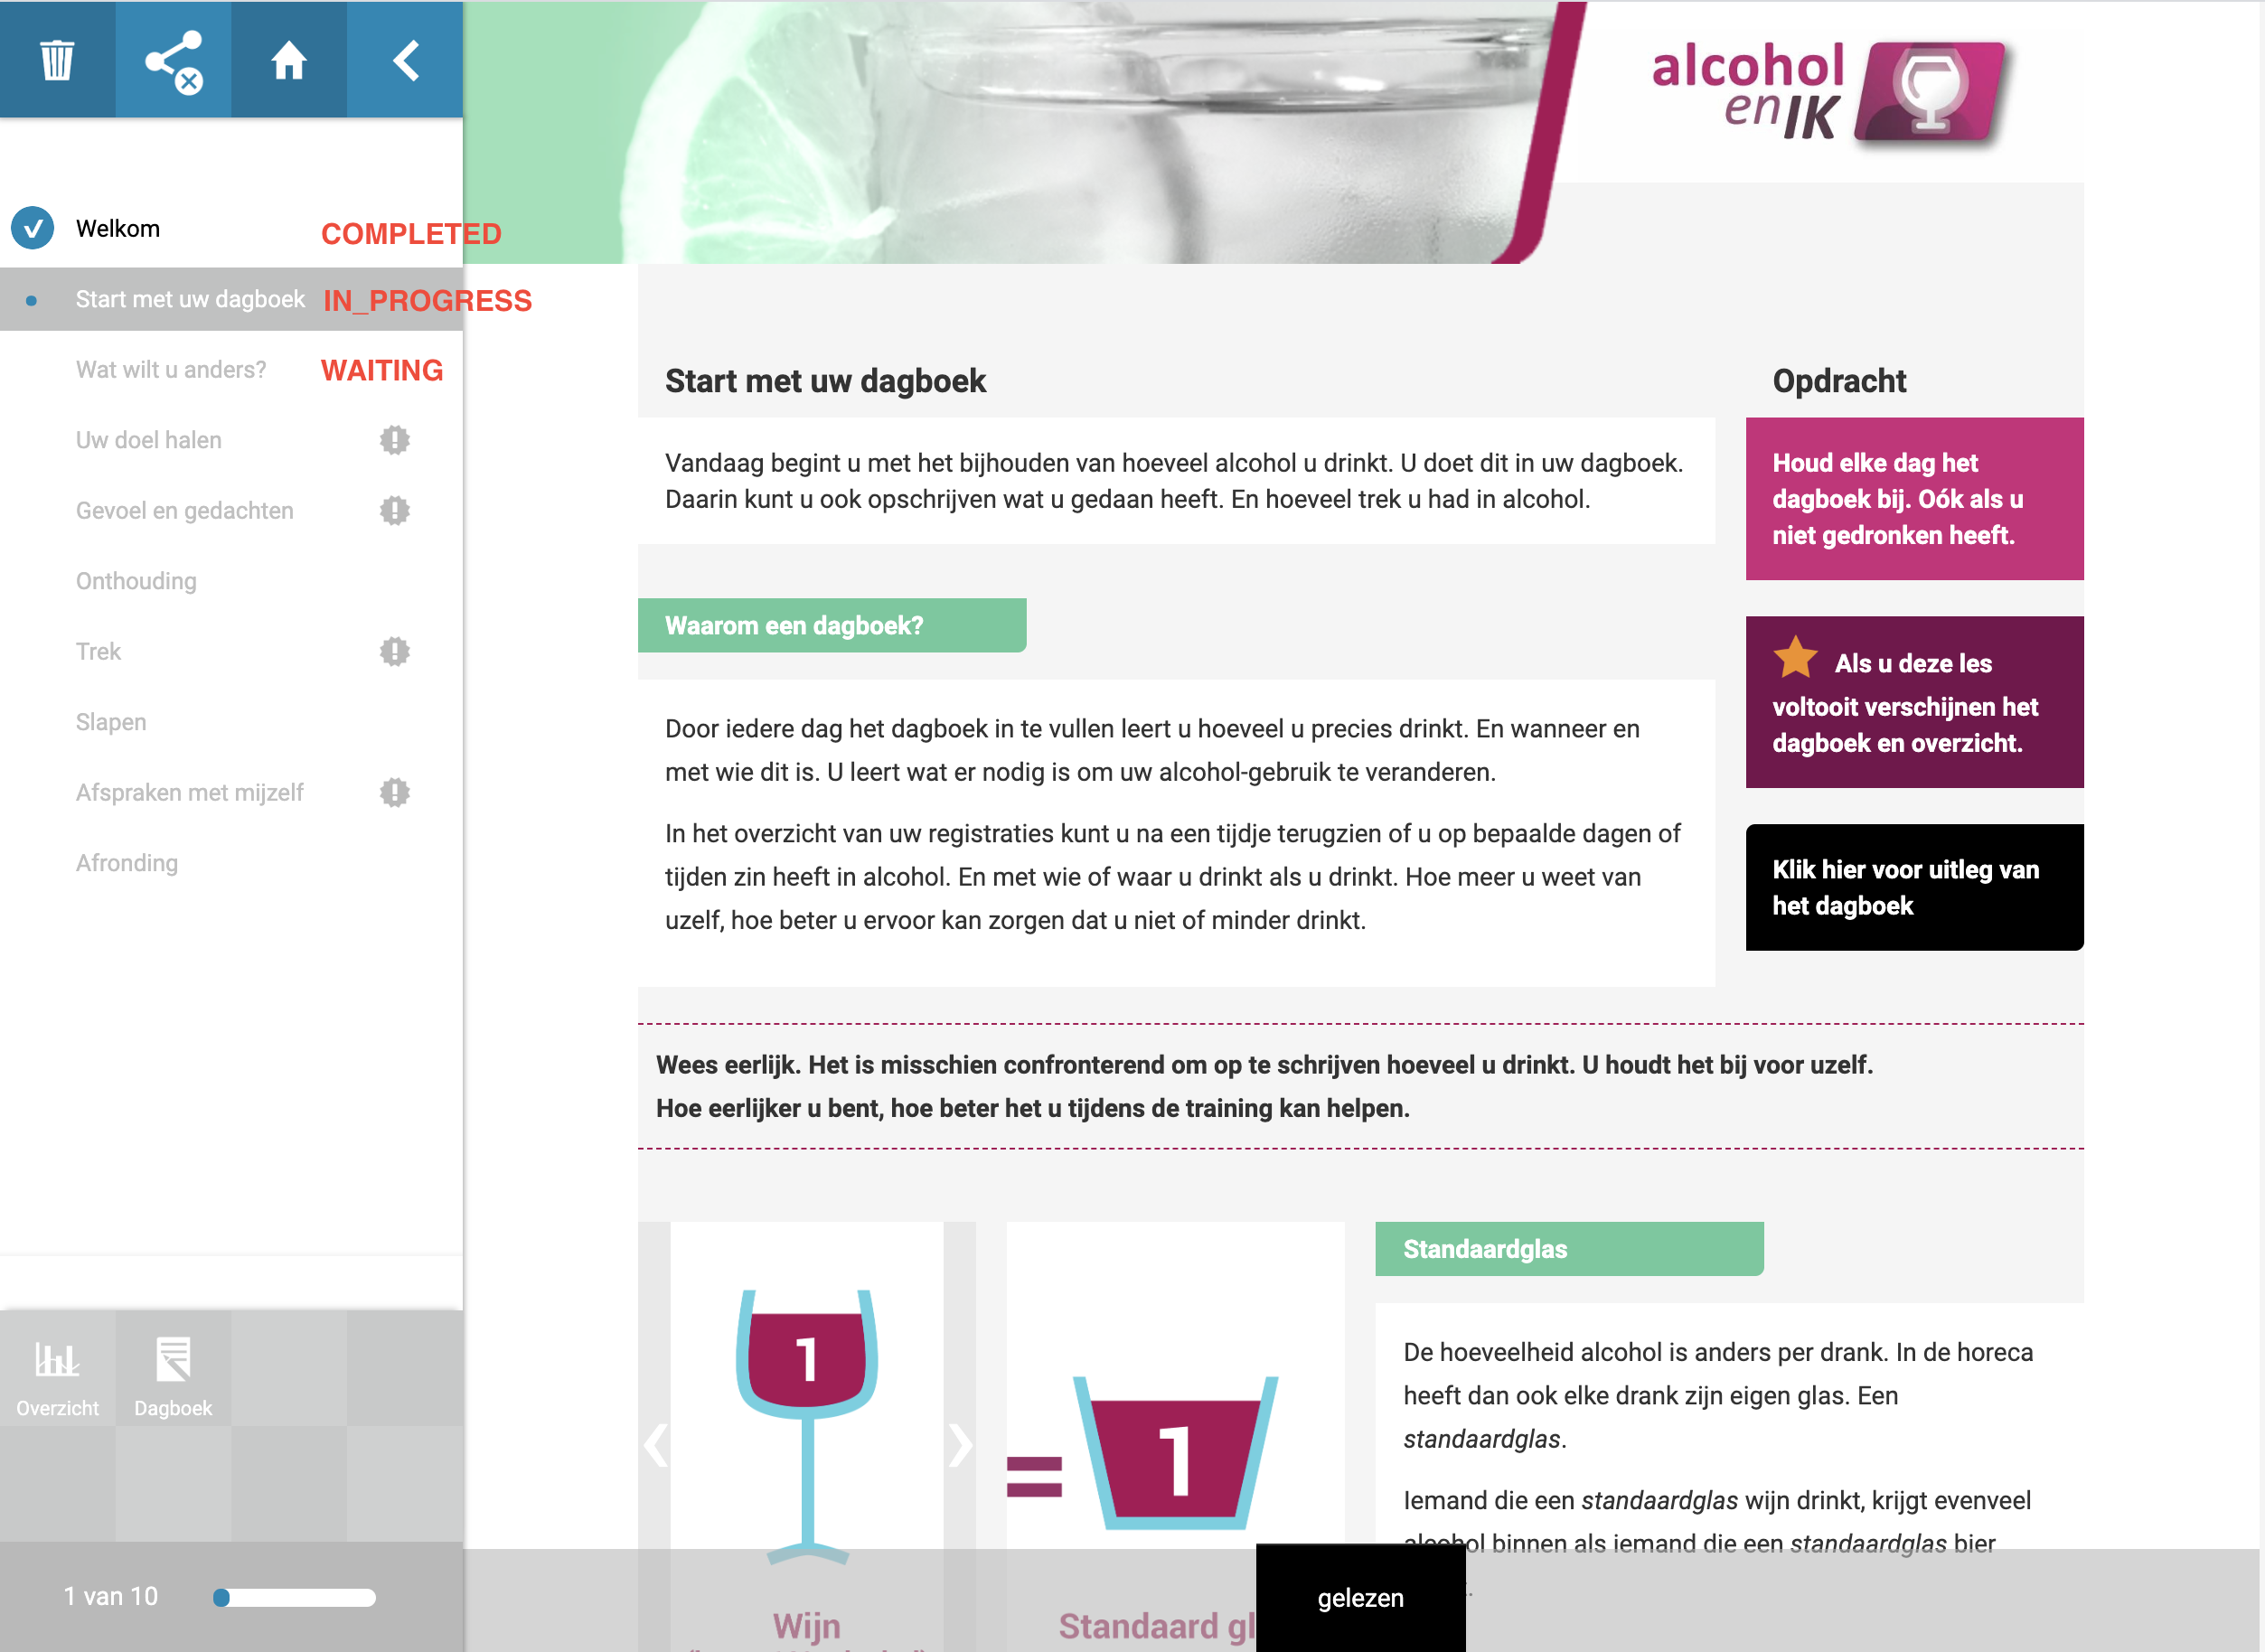 alcohol
en IK
Welkom COMPLETED
Start met uw dagboek IN_PROGRESS
Wat wilt u anders? WAITING
Uw doel halen
Gevoel en gedachten
Onthouding
Trek
Slapen
Afspraken met mijzelf
Afronding
Overzicht Dagboek
1 van 10
Start met uw dagboek
Vandaag begint u met het bijhouden van hoeveel alcohol u drinkt. U doet dit in uw dagboek.
Daarin kunt u ook opschrijven wat u gedaan heeft. En hoeveel trek u had in alcohol.
Waarom een dagboek?
Door iedere dag het dagboek in te vullen leert u hoeveel u precies drinkt. En wanneer en
met wie dit is. U leert wat er nodig is om uw alcohol-gebruik te veranderen.
In het overzicht van uw registraties kunt u na een tijdje terugzien of u op bepaalde dagen of
tijden zin heeft in alcohol. En met wie of waar u drinkt als u drinkt. Hoe meer u weet van
uzelf, hoe beter u ervoor kan zorgen dat u niet of minder drinkt.
Opdracht
Houd elke dag het
dagboek bij. Oók als u
niet gedronken heeft.
Als u deze les
voltooit verschijnen het
dagboek en overzicht.
Klik hier voor uitleg van
het dagboek
Wees eerlijk. Het is misschien confronterend om op te schrijven hoeveel u drinkt. U houdt het bij voor uzelf.
Hoe eerlijker u bent, hoe beter het u tijdens de training kan helpen.
1
Wijn
=
1
Standaard gl
Standaardglas
De hoeveelheid alcohol is anders per drank. In de horeca
heeft dan ook elke drank zijn eigen glas. Een
standaardglas.
Iemand die een standaardglas wijn drinkt, krijgt evenveel
alcohol binnen als iemand die een standaardglas bier
gelezen